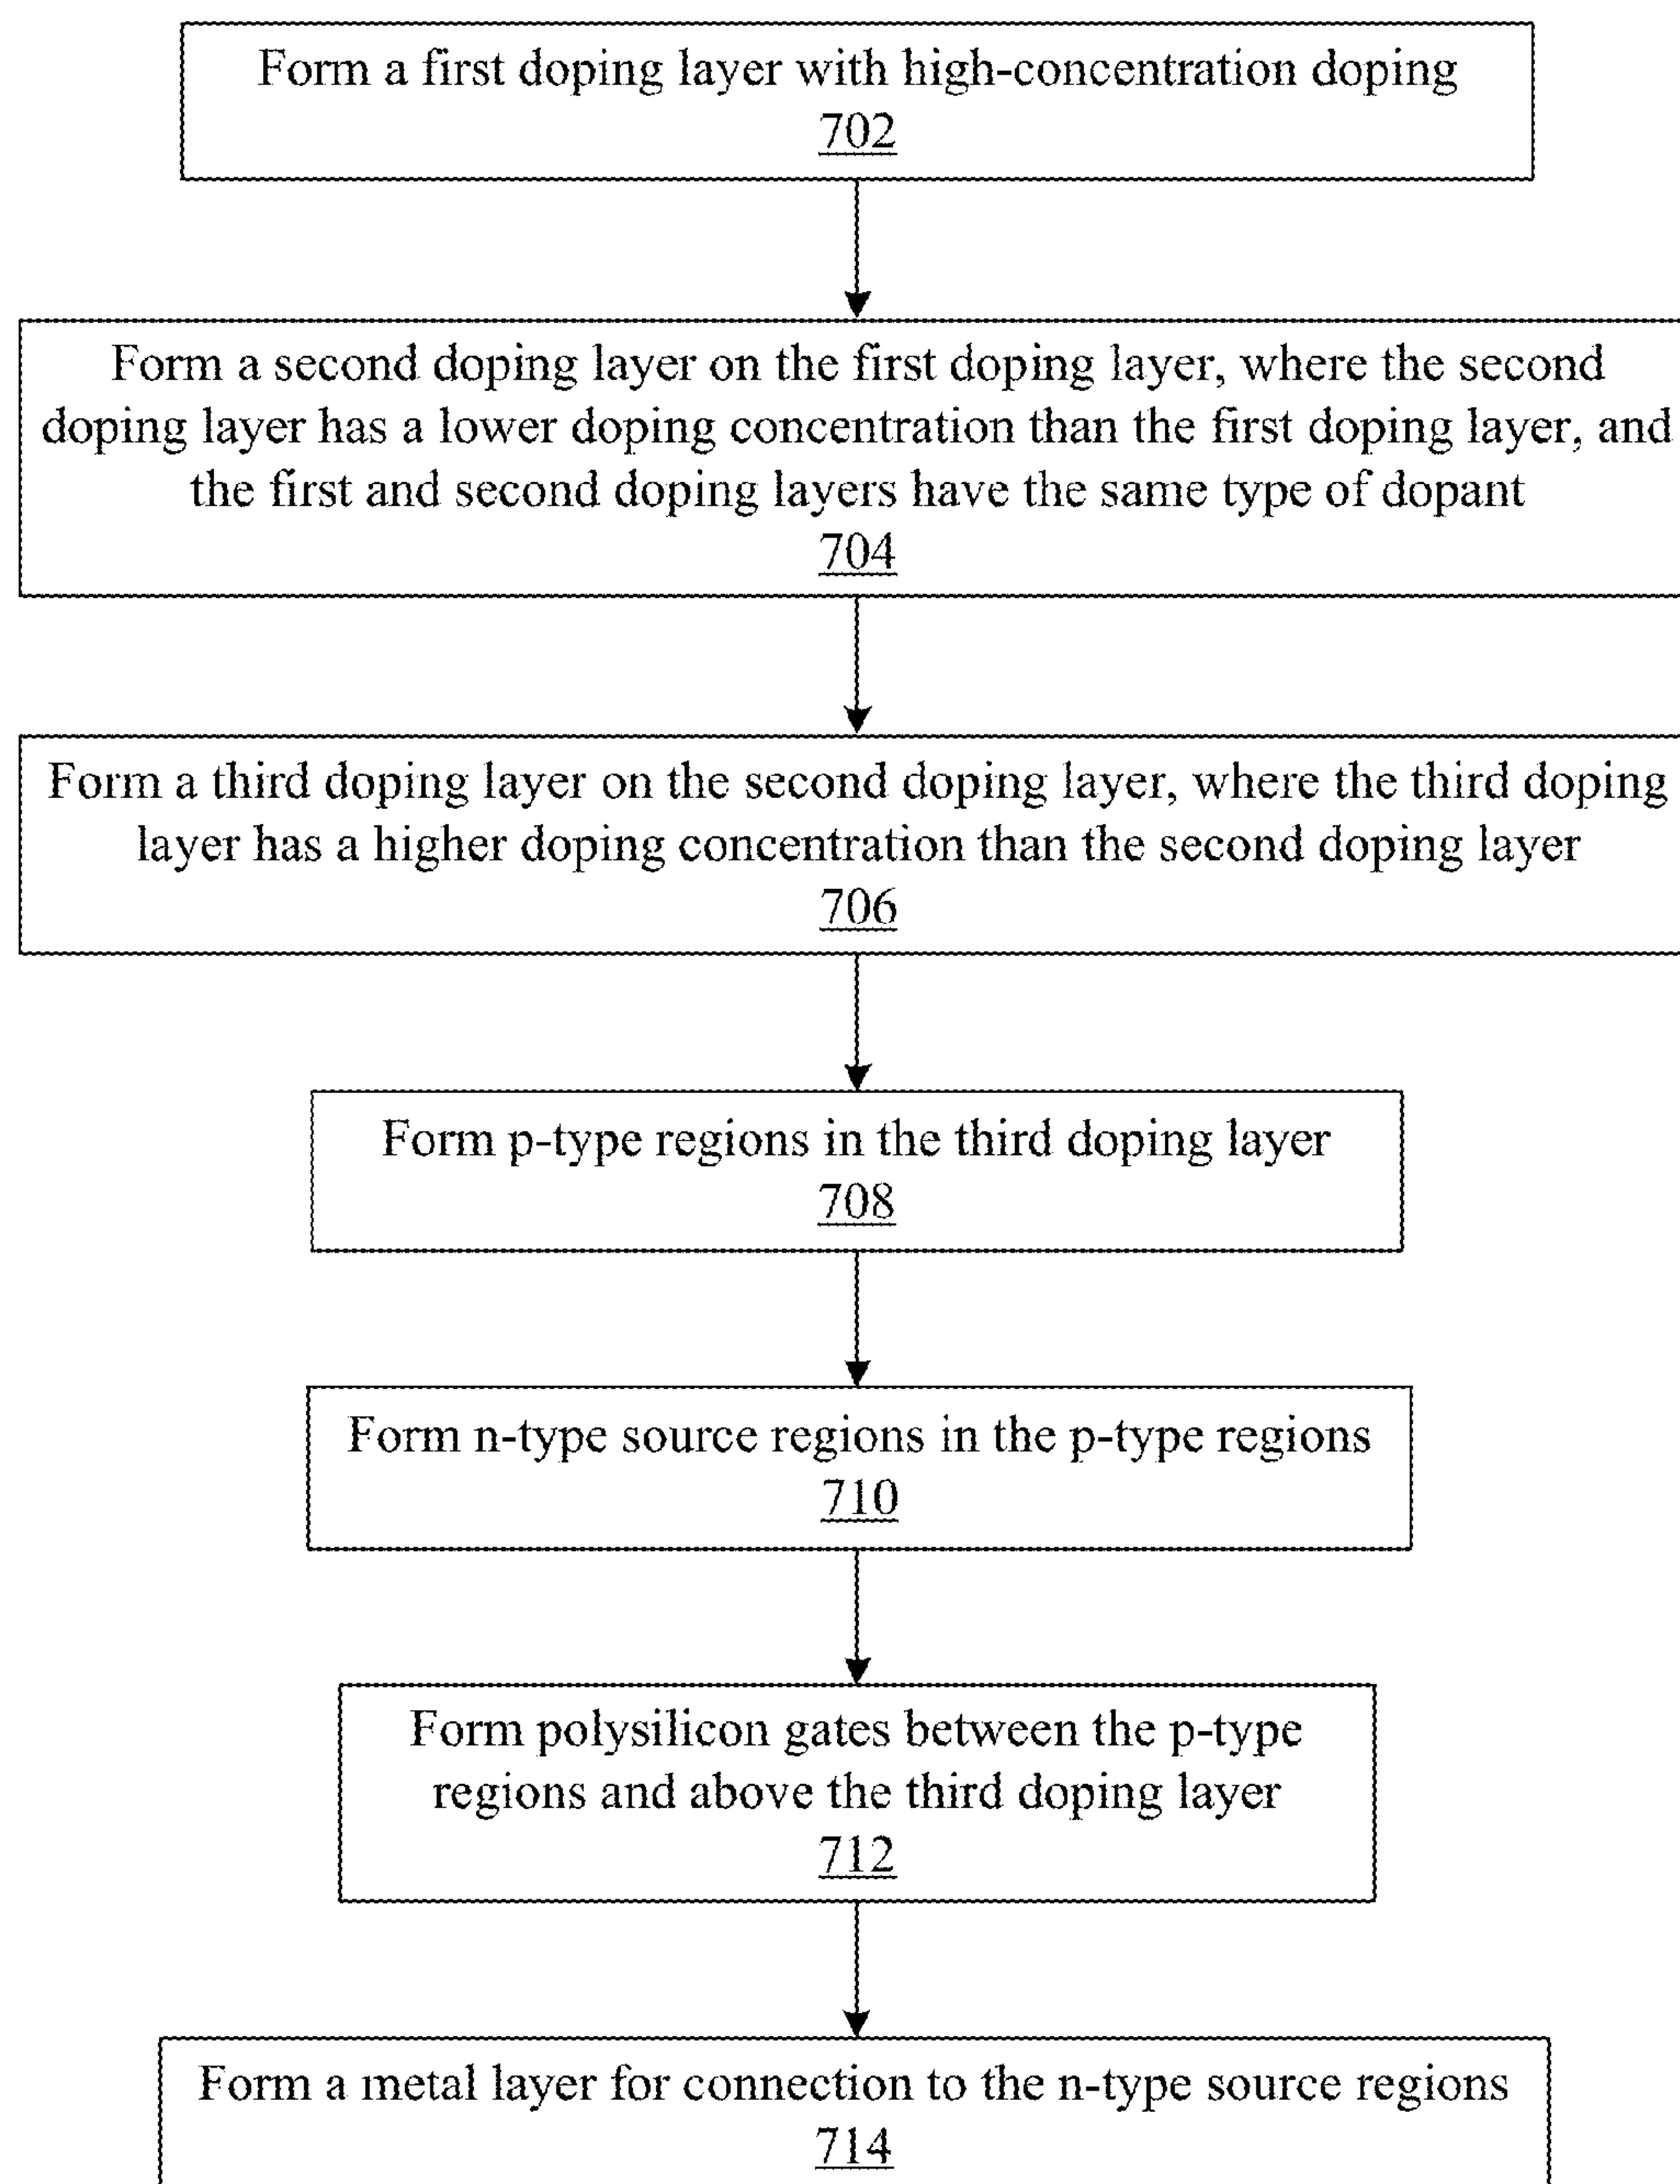 Form a first doping layer with high-concentration doping
702
Form a second doping layer on the first doping layer, where the second
doping layer has a lower doping concentration than the first doping layer, and
the first and second doping layers have the same type of dopant
704
Form a third doping layer on the second doping layer, where the third doping
layer has a higher doping concentration than the second doping layer
706
Form p-type regions in the third doping layer
708
Form n-type source regions in the p-type regions
710
Form polysilicon gates between the p-type
regions and above the third doping layer
712
Form a metal layer for connection to the n-type source regions
714